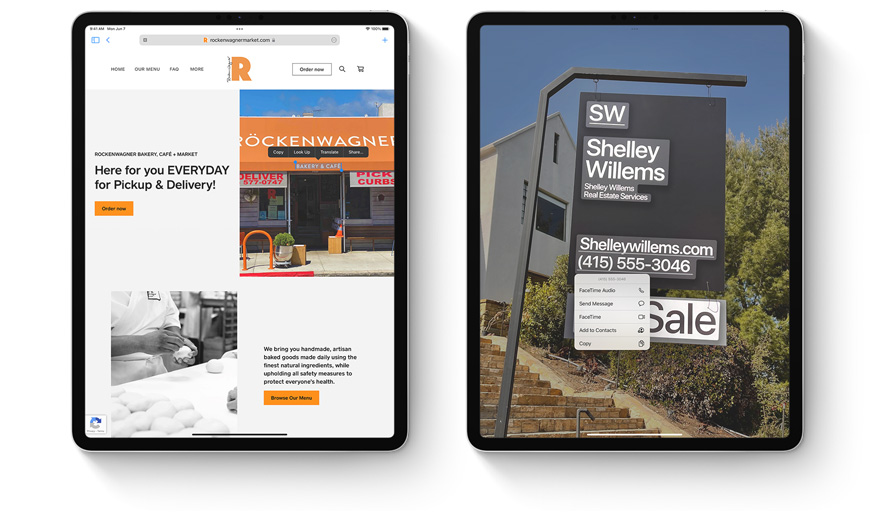 9:41 AM Mon Jun 7
100%
rockenwagnermarket.com
HOME OUR MENU FAQ MORE
R
Order now
ROCKENWAGNER BAKERY, CAFÉ + MARKET
Here for you EVERYDAY
for Pickup & Delivery!
Order now
RÖCKENWAGNER
Copy Look Up Translate Share...
BAKERY & CAFÉ
DELIVER
577-0747
PICK
CURBS
We bring you handmade, artisan
baked goods made daily using the
finest natural ingredients, while
upholding all safety measures to
protect everyone's health.
Browse Our Menu
SW
Shelley
Willems
Shelley Willems
Real Estate Services
Shelleywillems.com
(415) 555-3046
(415) 555-3046
FaceTime Audio
Send Message
FaceTime
Add to Contacts
Copy
Sale